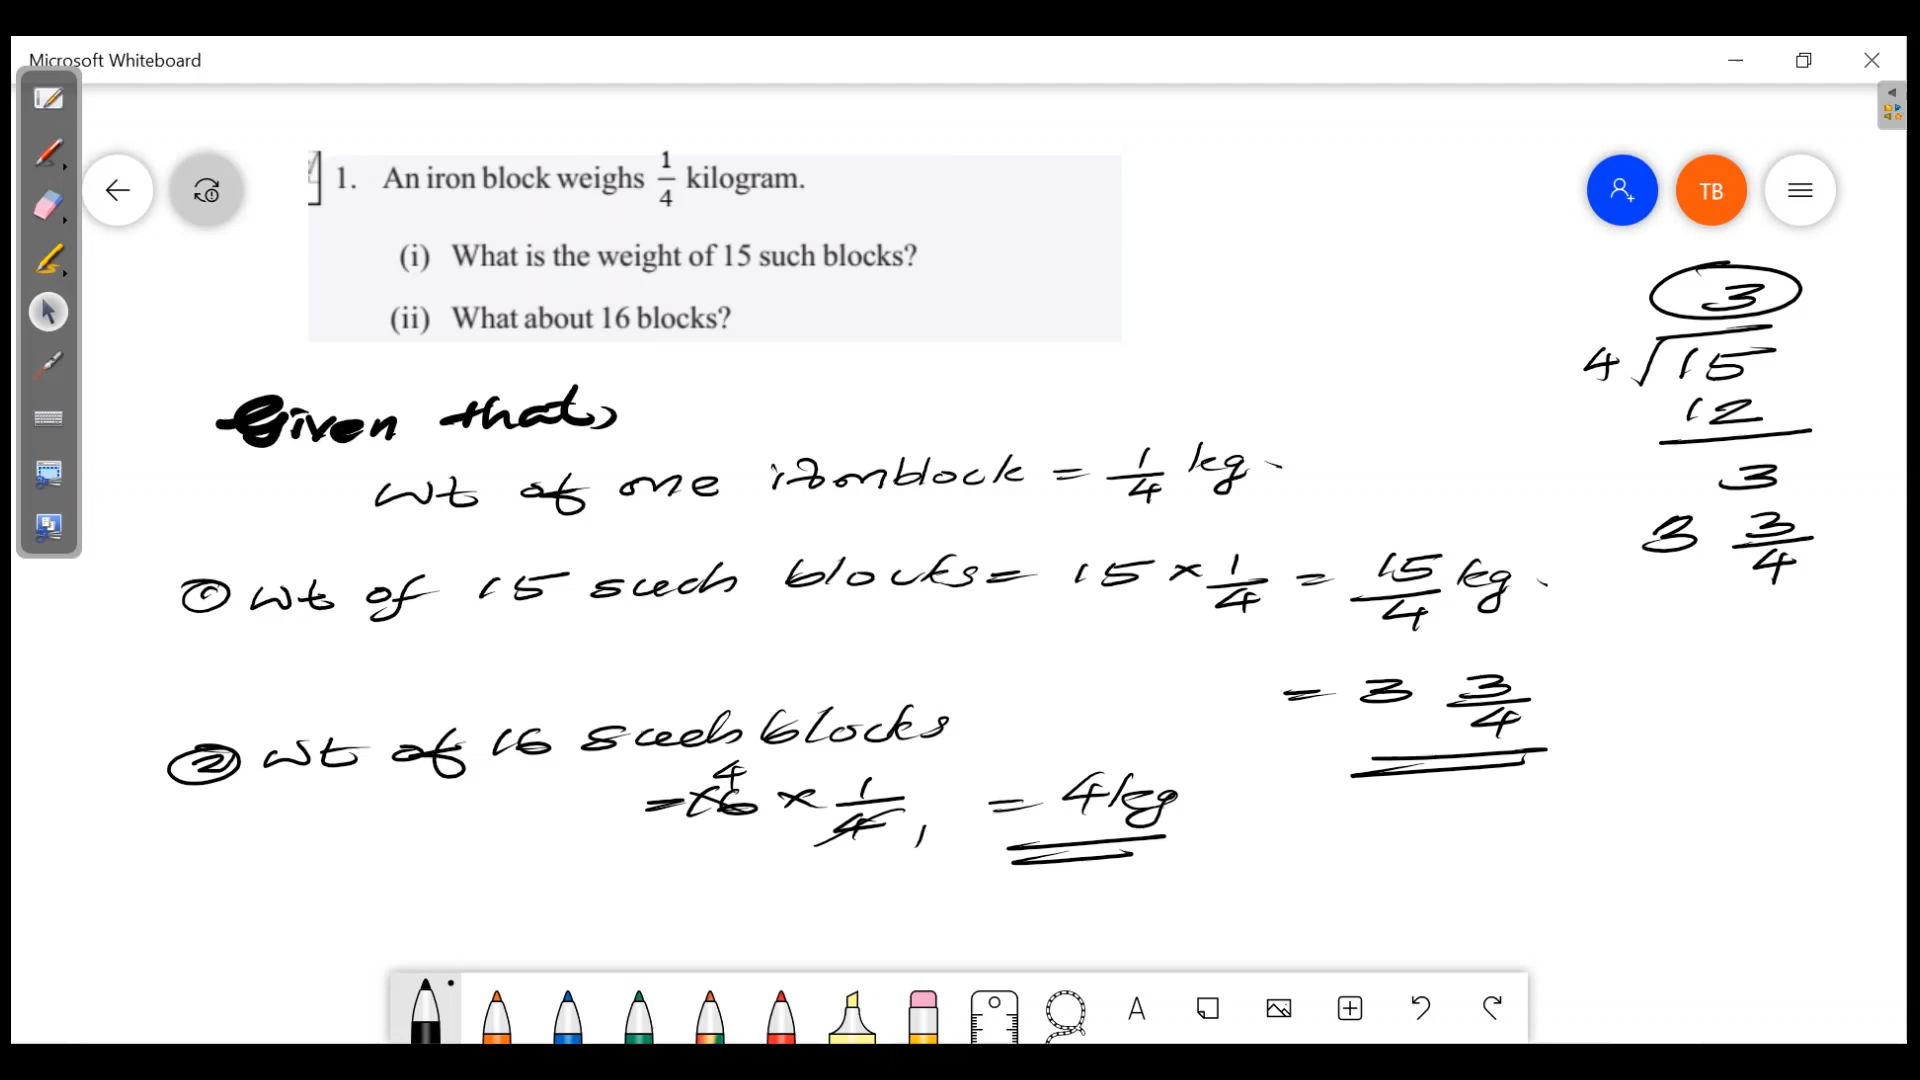 Microsoft Whiteboard
TB
1. An iron block weighs 1/4 kilogram.
(i) What is the weight of 15 such blocks?
(ii) What about 16 blocks?
3
4 √15
12
3
3 3/4
Given that,
wt of one ironblock = 1/4 kg.
① wt of 15 such blocks = 15 × 1/4 = 15/4 kg.
= 3 3/4
② wt of 16 such blocks
4
= 16 × 1/4 1 = 4kg
A